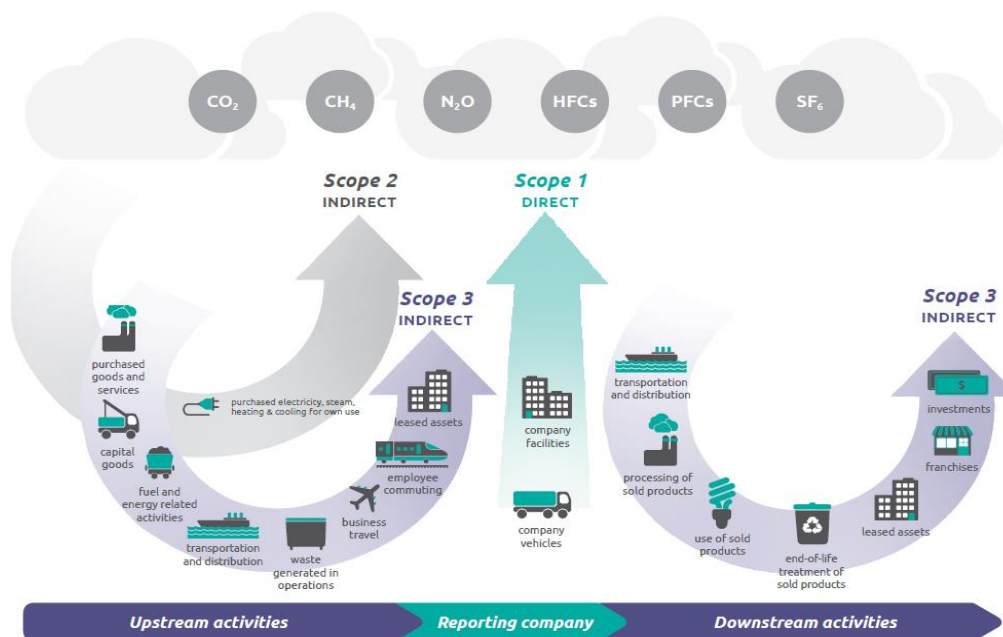 CO₂
CH₄
N₂O
HFCs
PFCs
SF₆
Scope 2
INDIRECT
Scope 1
DIRECT
Scope 3
INDIRECT
Scope 3
INDIRECT
purchased
goods and
services
capital
goods
fuel and
energy related
activities
purchased electricity, steam,
heating & cooling for own use
transportation
and distribution
waste
generated in
operations
business
travel
employee
commuting
leased assets
company
facilities
company
vehicles
transportation
and distribution
processing of
sold products
use of sold
products
end-of-life
treatment of
sold products
leased assets
franchises
$
investments
Upstream activities
Reporting company
Downstream activities